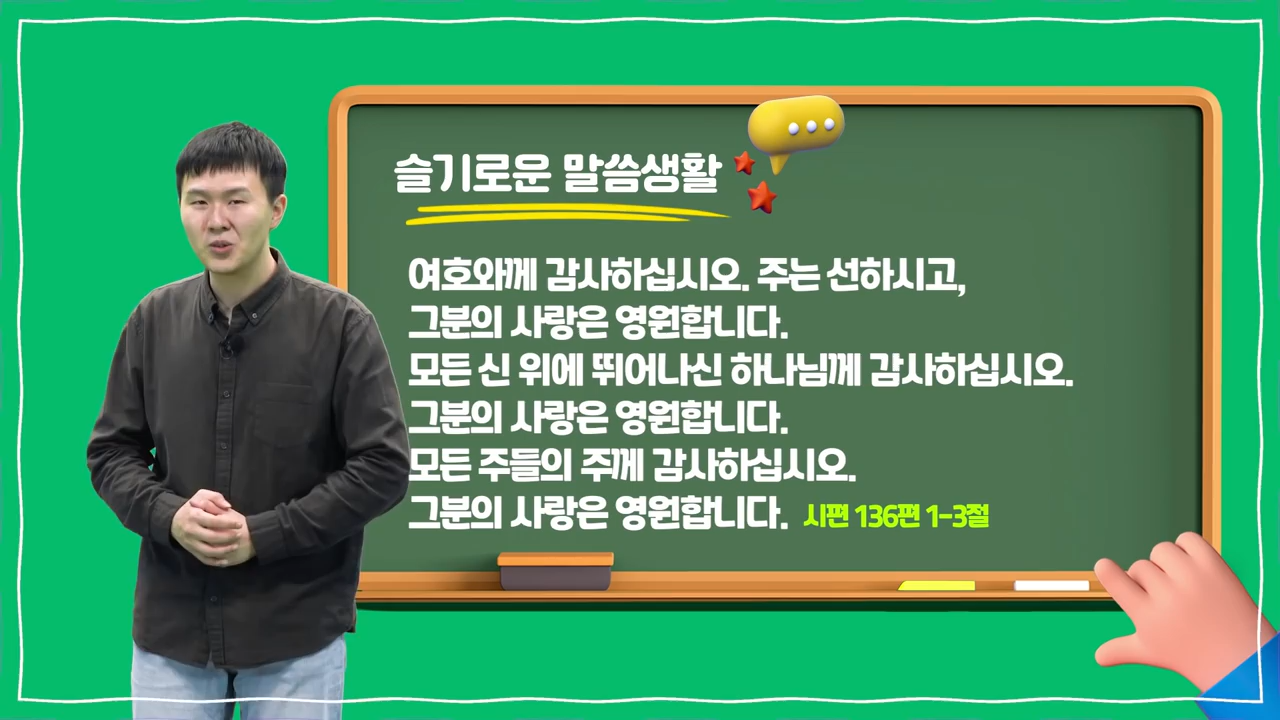 슬기로운 말씀생활
여호와께 감사하십시오. 주는 선하시고,
그분의 사랑은 영원합니다.
모든 신 위에 뛰어나신 하나님께 감사하십시오.
그분의 사랑은 영원합니다.
모든 주들의 주께 감사하십시오.
그분의 사랑은 영원합니다. 시편 136편 1-3절